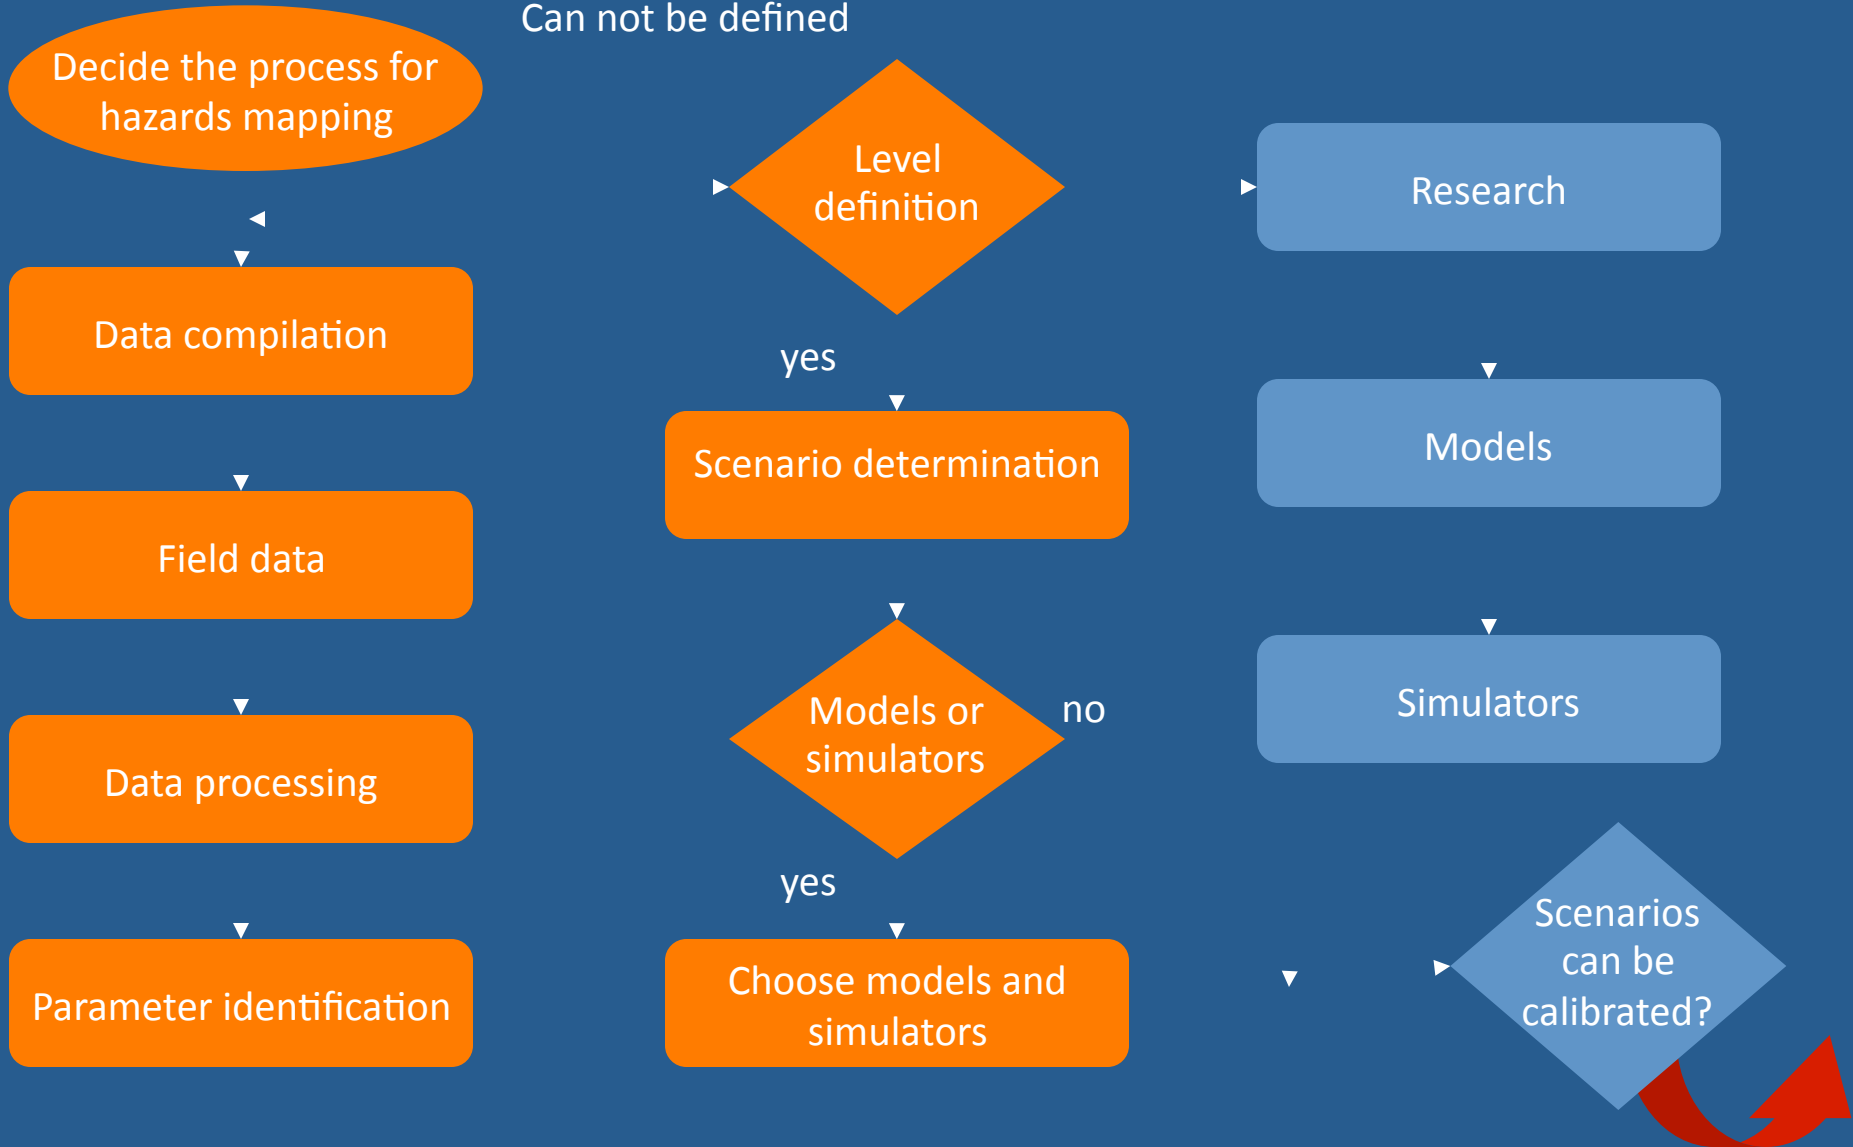 Can not be defined
Decide the process for
hazards mapping
Data compilation
Field data
Data processing
Parameter identification
Level
definition
yes
Scenario determination
Models or
simulators
no
yes
Choose models and
simulators
Research
Models
Simulators
Scenarios
can be
calibrated?